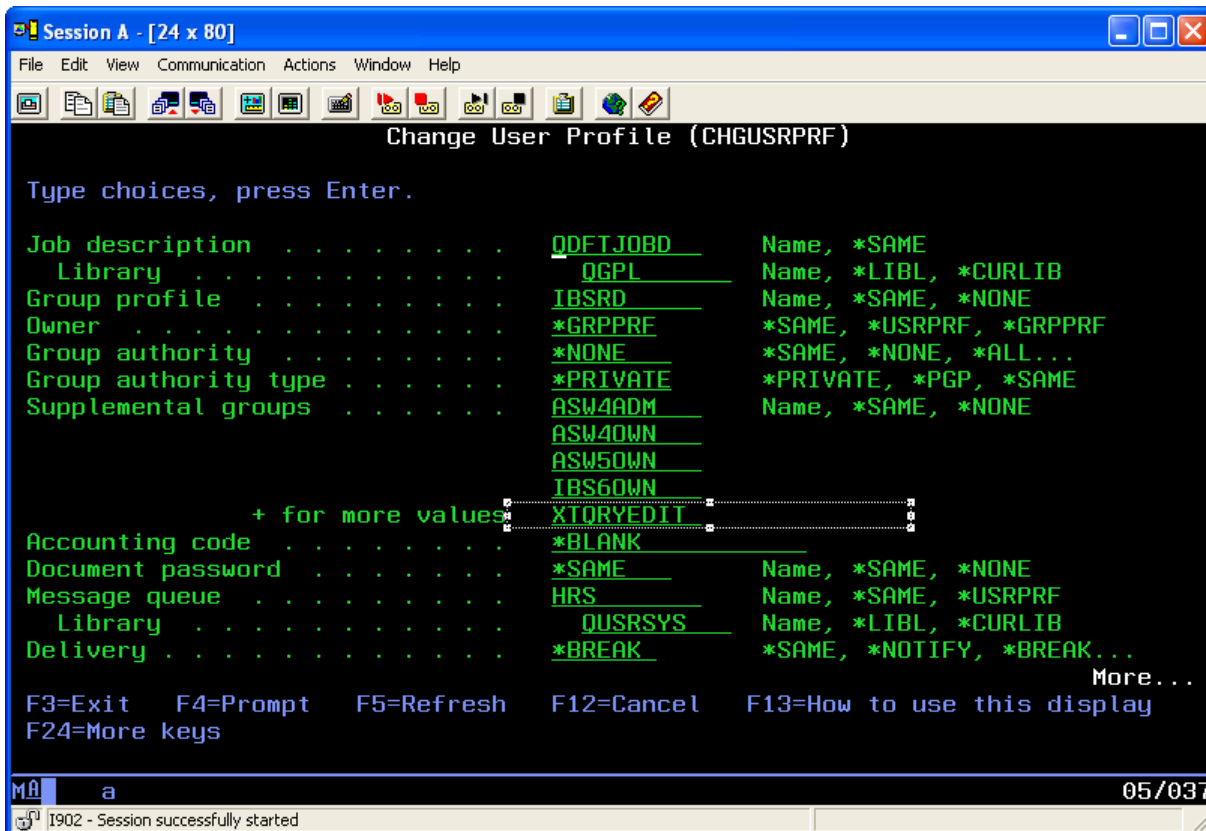 Session A - [24 x 80]
File Edit View Communication Actions Window Help
Change User Profile (CHGUSRPRF)
Type choices, press Enter.
Job description . . . . . . . . QDFTJOBD Name, *SAME
Library . . . . . . . . . . . QGPL Name, *LIBL, *CURLIB
Group profile . . . . . . . . . IBSRD Name, *SAME, *NONE
Owner . . . . . . . . . . . . . *GRPPRF *SAME, *USRPRF, *GRPPRF
Group authority . . . . . . . . *NONE *SAME, *NONE, *ALL...
Group authority type . . . . . . *PRIVATE *PRIVATE, *PGP, *SAME
Supplemental groups . . . . . . ASW4ADM Name, *SAME, *NONE
ASW4OWN
ASW5OWN
IBS6OWN
+ for more values XTQRYEDIT
Accounting code . . . . . . . . *BLANK
Document password . . . . . . . *SAME Name, *SAME, *NONE
Message queue . . . . . . . . . HRS Name, *SAME, *USRPRF
Library . . . . . . . . . . . QUSRSYS Name, *LIBL, *CURLIB
Delivery . . . . . . . . . . . . *BREAK *SAME, *NOTIFY, *BREAK...
More...
F3=Exit F4=Prompt F5=Refresh F12=Cancel F13=How to use this display
F24=More keys
MA a 05/037
I902 - Session successfully started